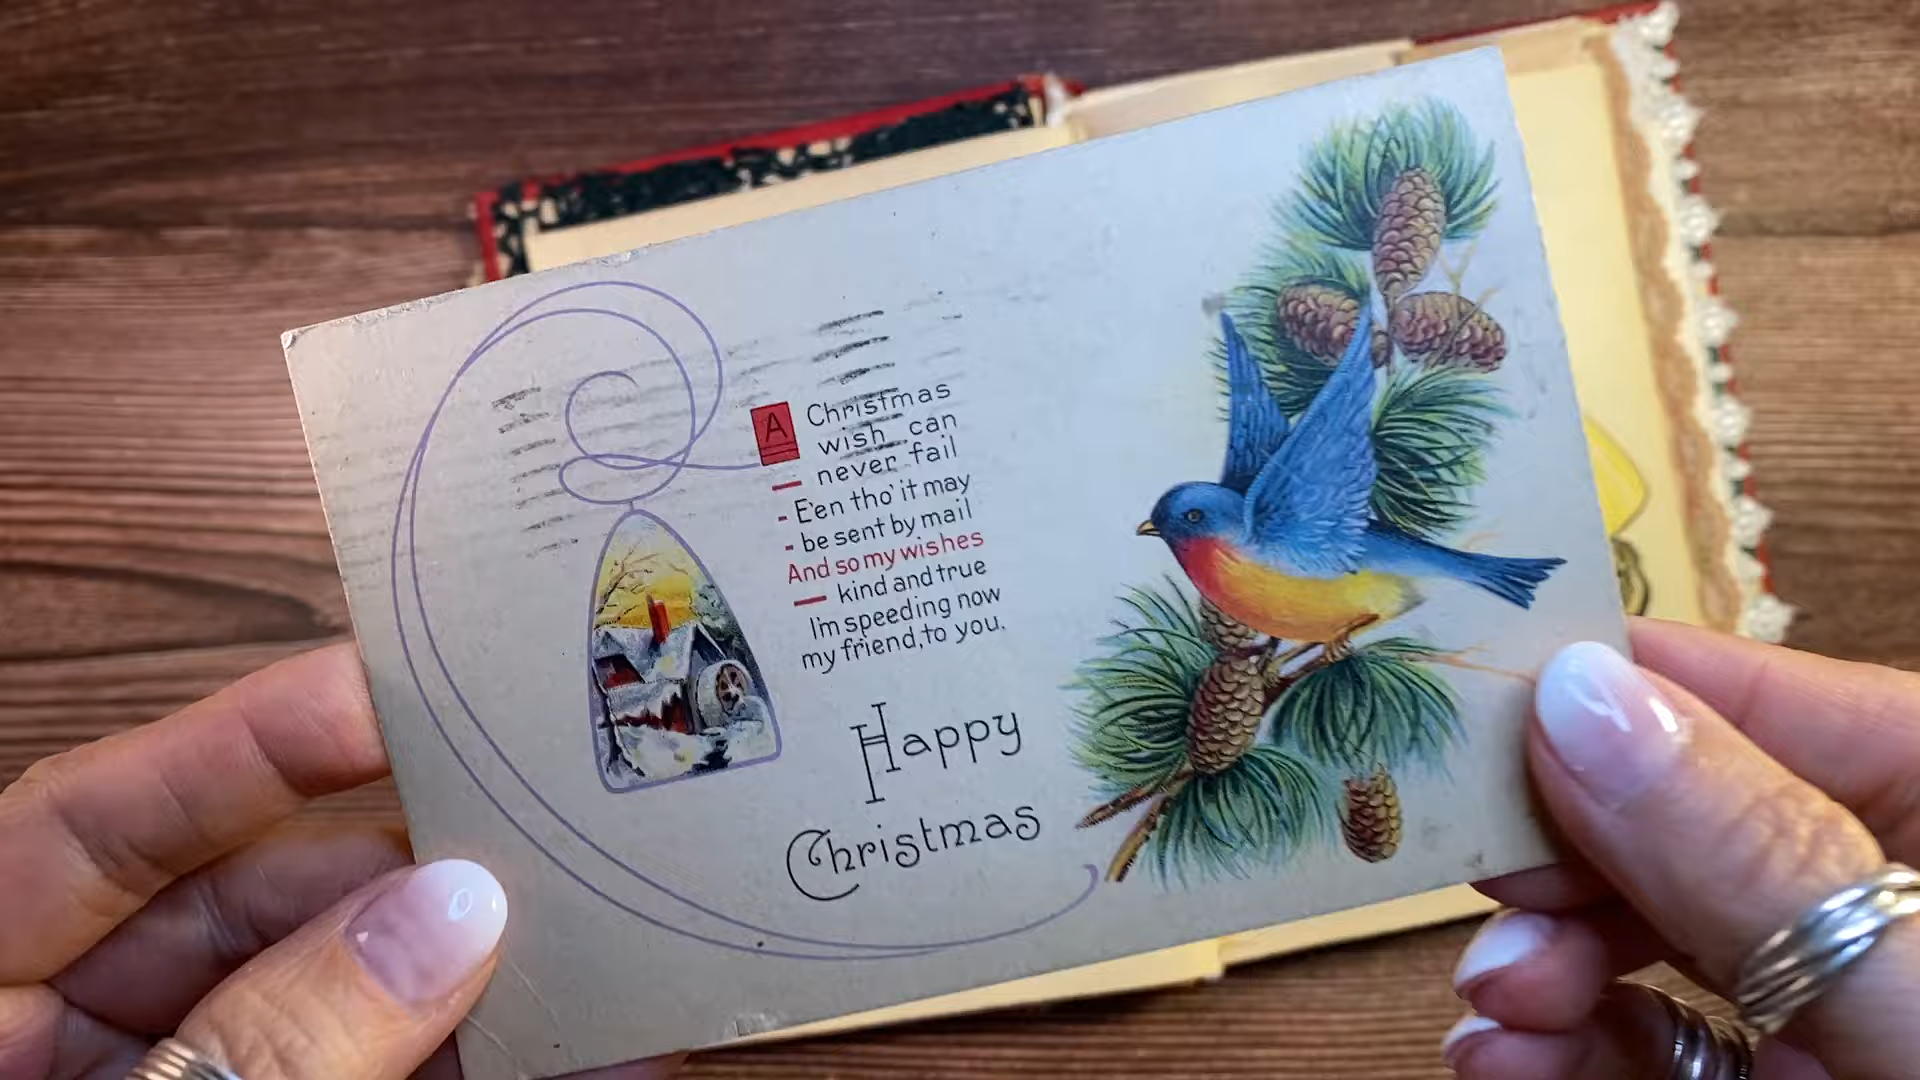 A Christmas
wish can
never fail
- E'en tho' it may
- be sent by mail
And so my wishes
kind and true
I'm speeding now
my friend, to you.
Happy
Christmas